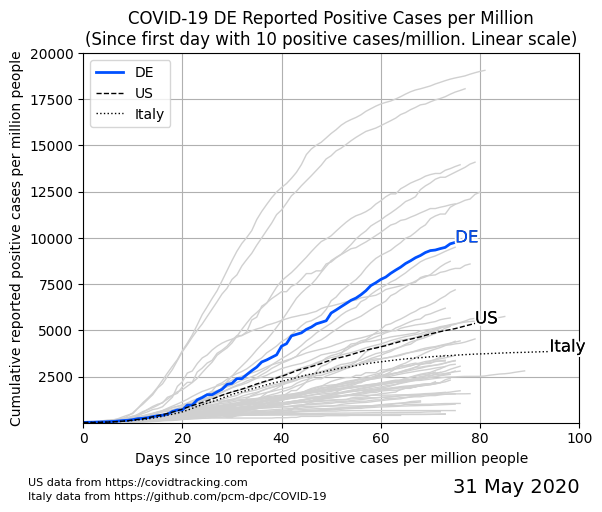 COVID-19 DE Reported Positive Cases per Million
(Since first day with 10 positive cases/million. Linear scale)
Cumulative reported positive cases per million people
20000
17500
15000
12500
10000
7500
5000
2500
DE
US
Italy
DE
US
Italy
0
20
40
60
80
100
Days since 10 reported positive cases per million people
US data from https://covidtracking.com
Italy data from https://github.com/pcm-dpc/COVID-19
31 May 2020